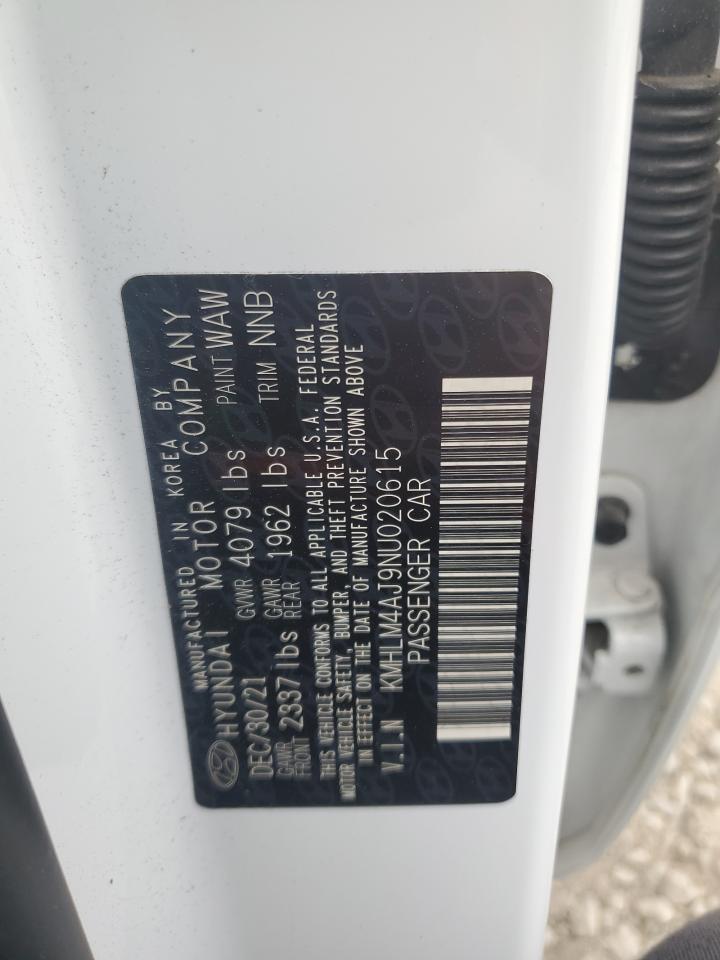 MANUFACTURED IN KOREA BY
HYUNDAI MOTOR COMPANY
DEC/30/21 GVWR 4079 lbs PAINT WAW
GAWR FRONT 2337 lbs GAWR REAR 1962 lbs TRIM NNB
THIS VEHICLE CONFORMS TO ALL APPLICABLE U.S.A. FEDERAL
MOTOR VEHICLE SAFETY, BUMPER, AND THEFT PREVENTION STANDARDS
IN EFFECT ON THE DATE OF MANUFACTURE SHOWN ABOVE
V.I.N KMHLM4AJ9NU020615
PASSENGER CAR